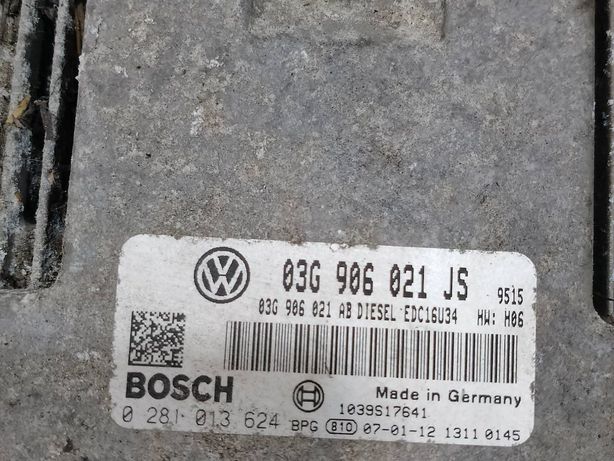 03G 906 021 JS 9515
03G 906 021 AB DIESEL EDC16U34 HW: H06
BOSCH Made in Germany
1039S17641
0 281 013 624 BPG 810 07-01-12 1311 0145